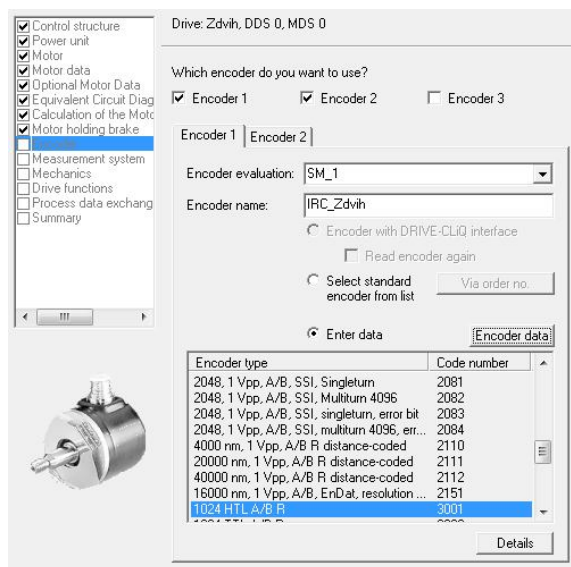 Control structure
Power unit
Motor
Motor data
Optional Motor Data
Equivalent Circuit Diag
Calculation of the Motc
Motor holding brake
Measurement system
Mechanics
Drive functions
Process data exchang
Summary
Drive: Zdvih, DDS 0, MDS 0
Which encoder do you want to use?
Encoder 1 Encoder 2 Encoder 3
Encoder 1 Encoder 2
Encoder evaluation: SM_1
Encoder name: IRC_Zdvih
Encoder with DRIVE-CLiQ interface
Read encoder again
Select standard
encoder from list
Via order no.
Enter data Encoder data
Encoder type Code number
2048, 1 Vpp, A/B, SSI, Singleturn 2081
2048, 1 Vpp, A/B, SSI, Multiturn 4096 2082
2048, 1 Vpp, A/B, SSI, singleturn, error bit 2083
2048, 1 Vpp, A/B, SSI, multiturn 4096, err... 2084
4000 nm, 1 Vpp, A/B R distance-coded 2110
20000 nm, 1 Vpp, A/B R distance-coded 2111
40000 nm, 1 Vpp, A/B R distance-coded 2112
16000 nm, 1 Vpp, A/B, EnDat, resolution ... 2151
1024 HTL A/B R 3001
Details